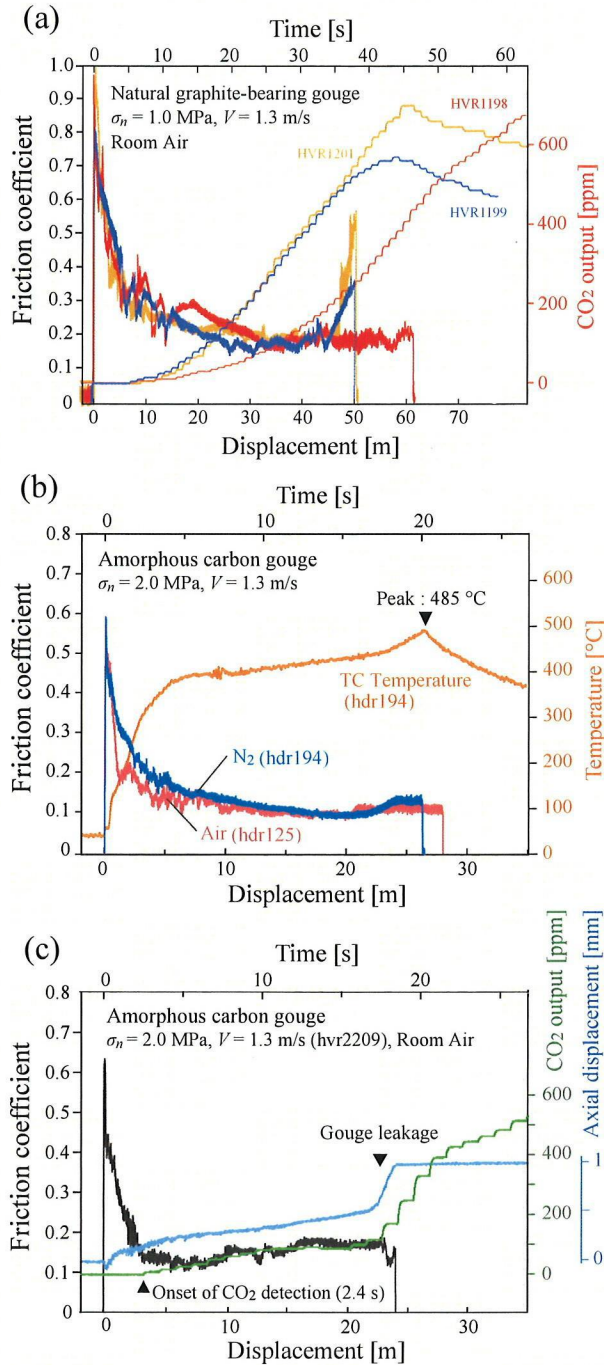 (a)
Time [s]
0 5 10 15 20 25 30 35 40 45 50 60
Natural graphite-bearing gouge
σn = 1.0 MPa, V = 1.3 m/s
Room Air
HVR1198
HVR1201
HVR1199
Friction coefficient
1.0
0.9
0.8
0.7
0.6
0.5
0.4
0.3
0.2
0.1
0
CO2 output [ppm]
600
400
200
0
0 10 20 30 40 50 60 70
Displacement [m]
(b)
Time [s]
0 10 20
Amorphous carbon gouge
σn = 2.0 MPa, V = 1.3 m/s
Peak : 485 °C
TC Temperature
(hdr194)
N2 (hdr194)
Air (hdr125)
Friction coefficient
0.8
0.7
0.6
0.5
0.4
0.3
0.2
0.1
0
Temperature [°C]
600
500
400
300
200
100
0
0 10 20 30
Displacement [m]
(c)
Time [s]
0 10 20
Amorphous carbon gouge
σn = 2.0 MPa, V = 1.3 m/s (hvr2209), Room Air
Gouge leakage
Onset of CO2 detection (2.4 s)
Friction coefficient
0.8
0.7
0.6
0.5
0.4
0.3
0.2
0.1
0
CO2 output [ppm]
600
400
200
0
Axial displacement [mm]
1
0
0 10 20 30
Displacement [m]